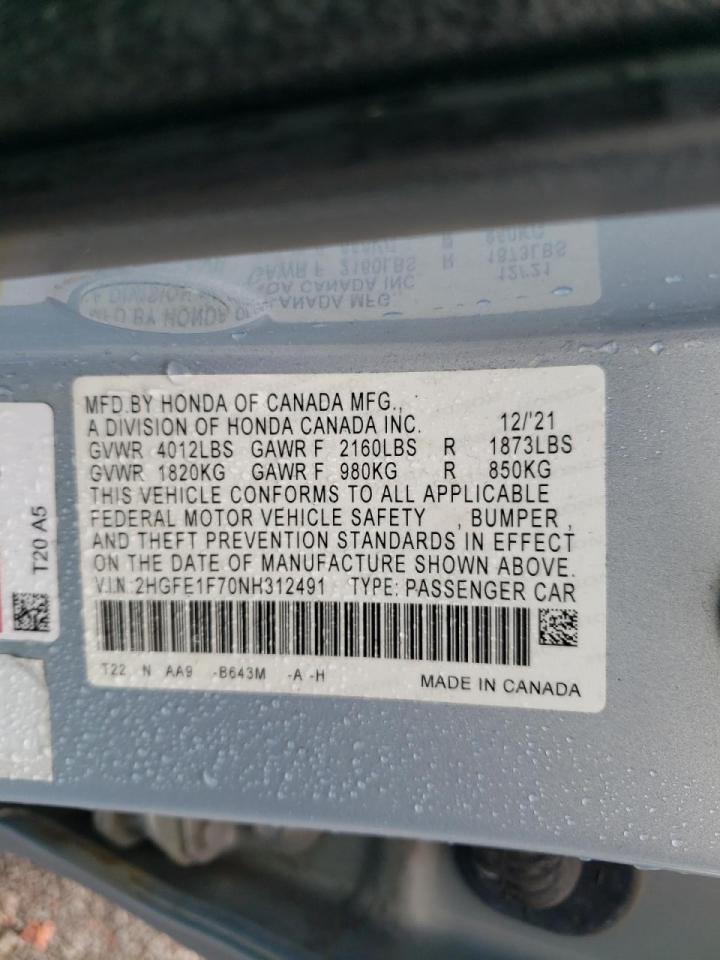 MFD.BY HONDA OF CANADA MFG.,
A DIVISION OF HONDA CANADA INC. 12/'21
GVWR 4012LBS GAWR F 2160LBS R 1873LBS
GVWR 1820KG GAWR F 980KG R 850KG
THIS VEHICLE CONFORMS TO ALL APPLICABLE
FEDERAL MOTOR VEHICLE SAFETY , BUMPER ,
AND THEFT PREVENTION STANDARDS IN EFFECT
ON THE DATE OF MANUFACTURE SHOWN ABOVE.
V.I.N: 2HGFE1F70NH312491 TYPE: PASSENGER CAR
T22 N AA9 -B643M -A -H
MADE IN CANADA
T20 A5